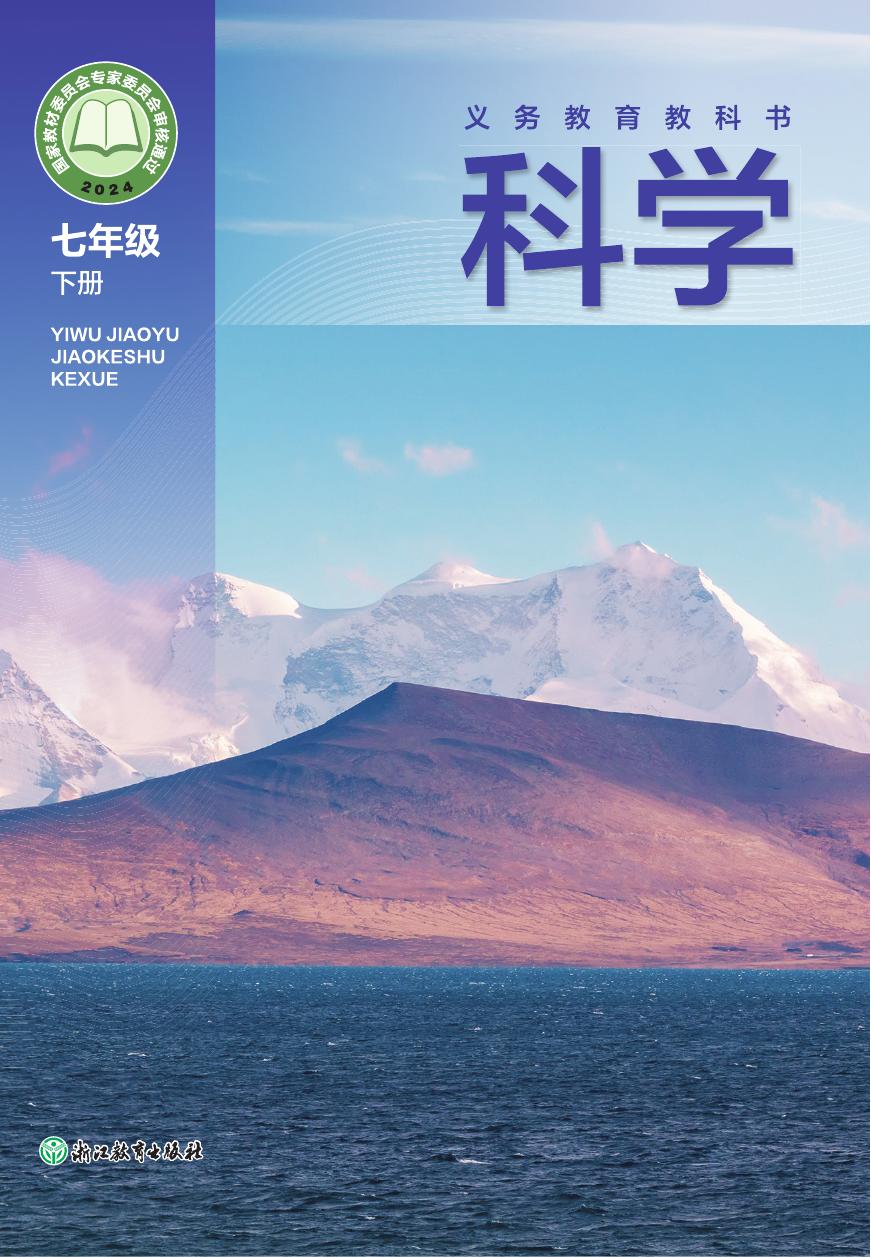 国家教材委员会专家委员会审核通过
2024
七年级
下册
YIWU JIAOYU
JIAOKESHU
KEXUE
义务教育教科书
科学
浙江教育出版社